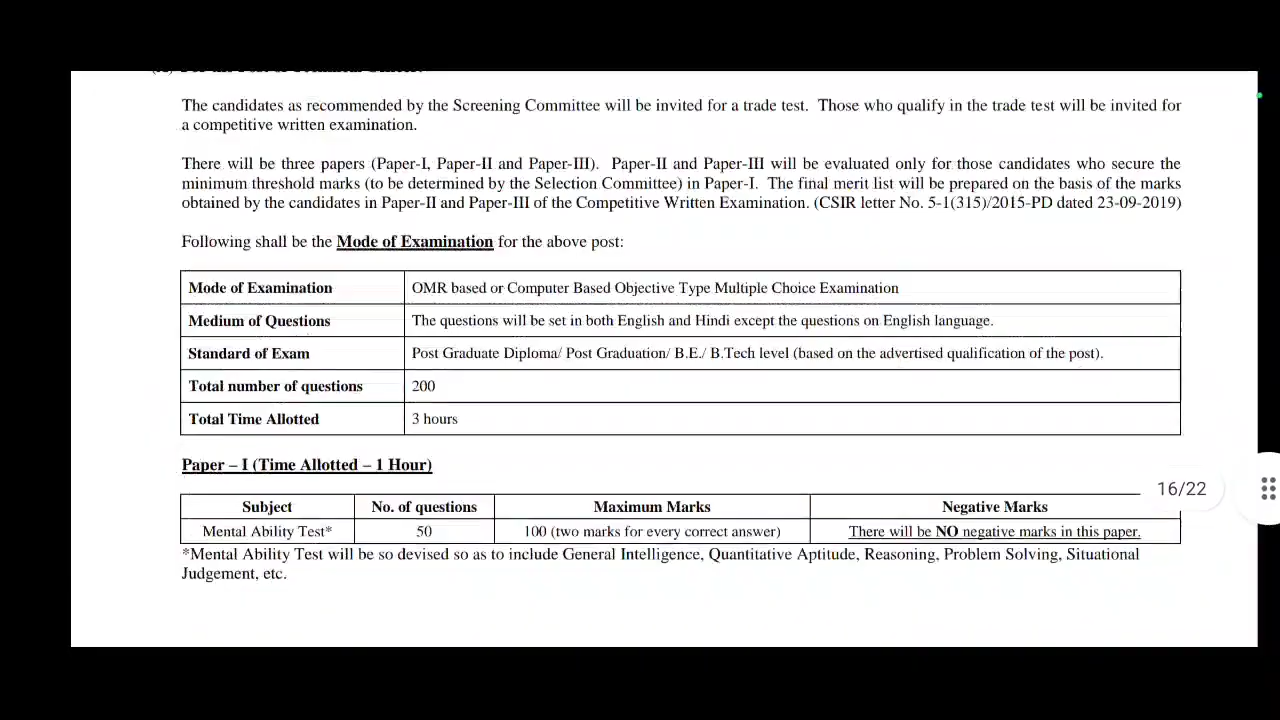 The candidates as recommended by the Screening Committee will be invited for a trade test. Those who qualify in the trade test will be invited for
a competitive written examination.
There will be three papers (Paper-I, Paper-II and Paper-III). Paper-II and Paper-III will be evaluated only for those candidates who secure the
minimum threshold marks (to be determined by the Selection Committee) in Paper-I. The final merit list will be prepared on the basis of the marks
obtained by the candidates in Paper-II and Paper-III of the Competitive Written Examination. (CSIR letter No. 5-1(315)/2015-PD dated 23-09-2019)
Following shall be the Mode of Examination for the above post:
Mode of Examination OMR based or Computer Based Objective Type Multiple Choice Examination
Medium of Questions The questions will be set in both English and Hindi except the questions on English language.
Standard of Exam Post Graduate Diploma/ Post Graduation/ B.E./ B.Tech level (based on the advertised qualification of the post).
Total number of questions 200
Total Time Allotted 3 hours
Paper – I (Time Allotted – 1 Hour)
16/22
Subject No. of questions Maximum Marks Negative Marks
Mental Ability Test* 50 100 (two marks for every correct answer) There will be NO negative marks in this paper.
*Mental Ability Test will be so devised so as to include General Intelligence, Quantitative Aptitude, Reasoning, Problem Solving, Situational
Judgement, etc.